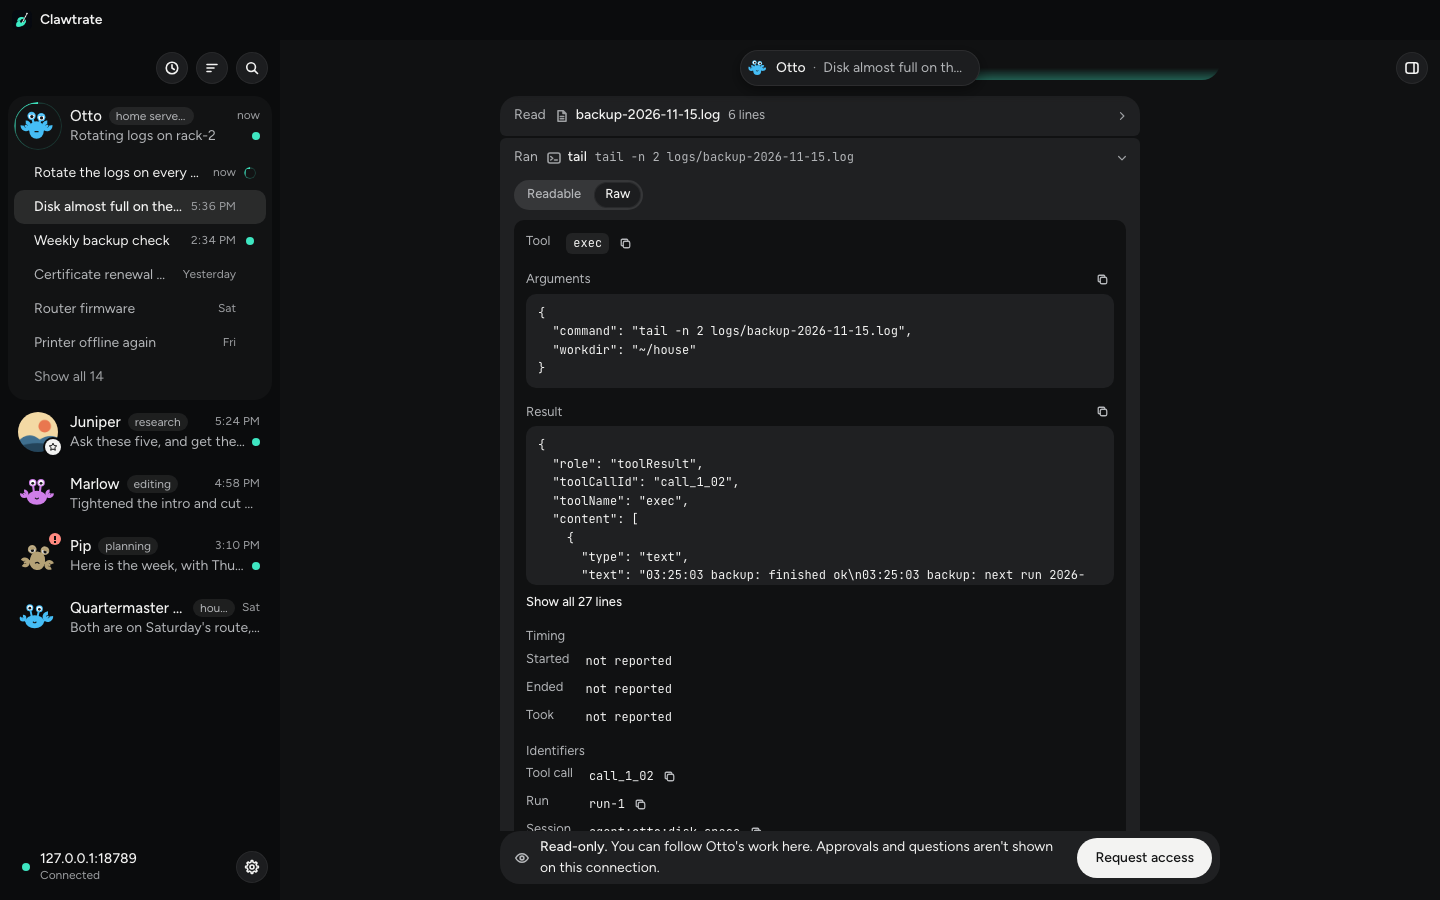 Clawtrate
Otto · Disk almost full on th...
Otto home serve... now
Rotating logs on rack-2
Rotate the logs on every ... now
Disk almost full on the... 5:36 PM
Weekly backup check 2:34 PM
Certificate renewal ... Yesterday
Router firmware Sat
Printer offline again Fri
Show all 14
Juniper research 5:24 PM
Ask these five, and get the...
Marlow editing 4:58 PM
Tightened the intro and cut ...
Pip planning 3:10 PM
Here is the week, with Thu...
Quartermaster ... hou... Sat
Both are on Saturday's route,...
127.0.0.1:18789
Connected
Read backup-2026-11-15.log 6 lines
Ran tail tail -n 2 logs/backup-2026-11-15.log
Readable Raw
Tool exec
Arguments
{
"command": "tail -n 2 logs/backup-2026-11-15.log",
"workdir": "~/house"
}
Result
{
"role": "toolResult",
"toolCallId": "call_1_02",
"toolName": "exec",
"content": [
{
"type": "text",
"text": "03:25:03 backup: finished ok\n03:25:03 backup: next run 2026-
Show all 27 lines
Timing
Started not reported
Ended not reported
Took not reported
Identifiers
Tool call call_1_02
Run run-1
Session agent:otto:disk-space
Read-only. You can follow Otto's work here. Approvals and questions aren't shown
on this connection.
Request access